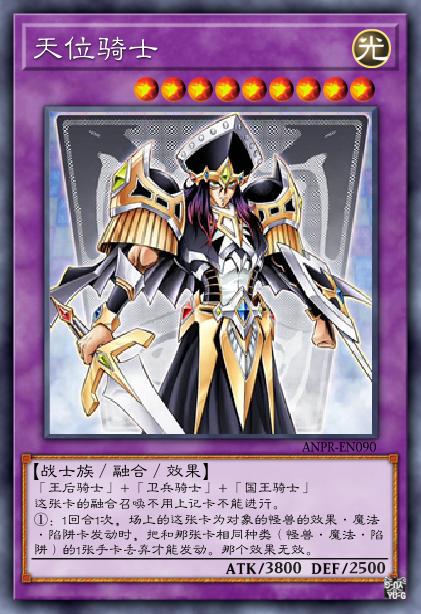 天位骑士
光
ANPR-EN090
【战士族／融合／效果】
「王后骑士」＋「卫兵骑士」＋「国王骑士」
这张卡的融合召唤不用上记卡不能进行。
①：1回合1次，场上的这张卡为对象的怪兽的效果·魔法
·陷阱卡发动时，把和那张卡相同种类（怪兽·魔法·陷
阱）的1张手卡丢弃才能发动。那个效果无效。
ATK/3800 DEF/2500